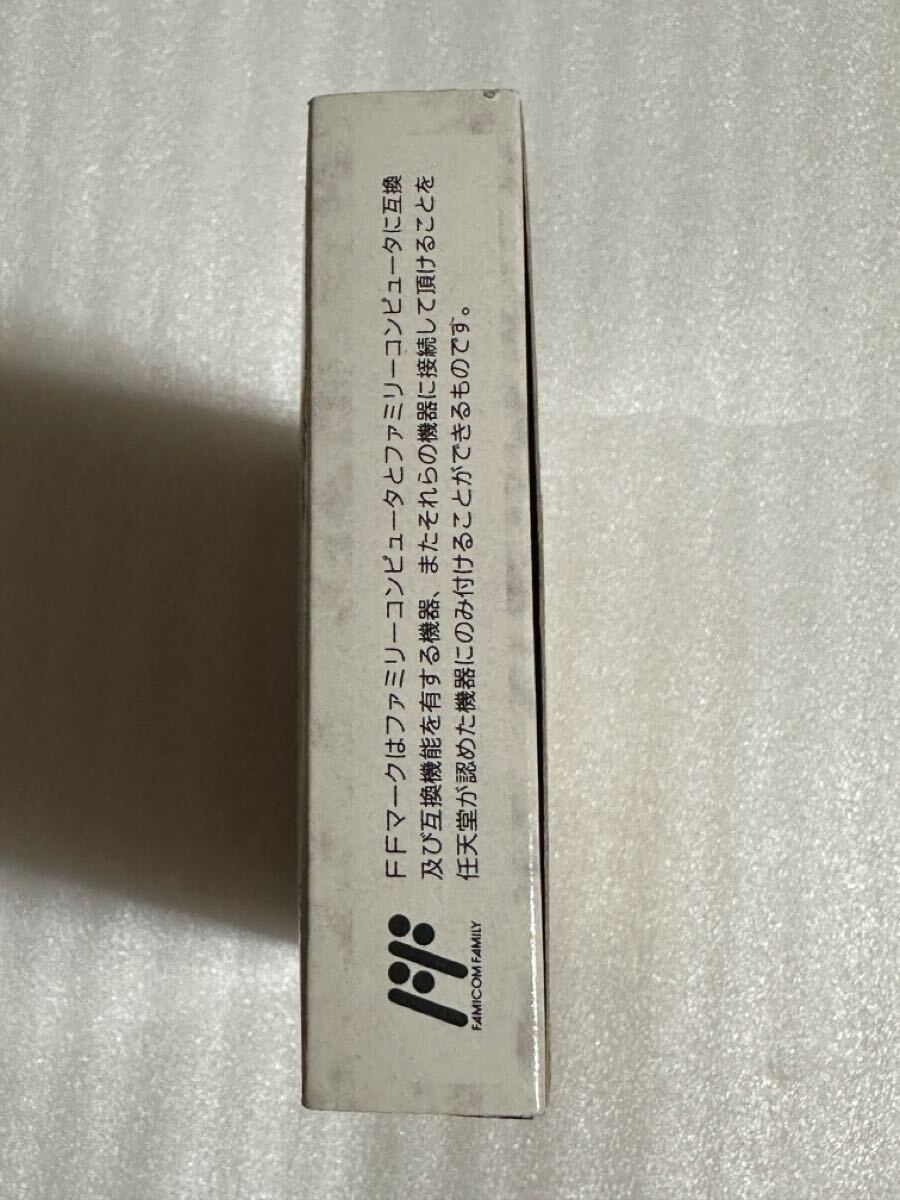 FFマークはファミリーコンピュータとファミリーコンピュータに互換
及び互換機能を有する機器、またそれらの機器に接続して頂けることを
任天堂が認めた機器にのみ付けることができるものです。
FF
FAMICOM FAMILY